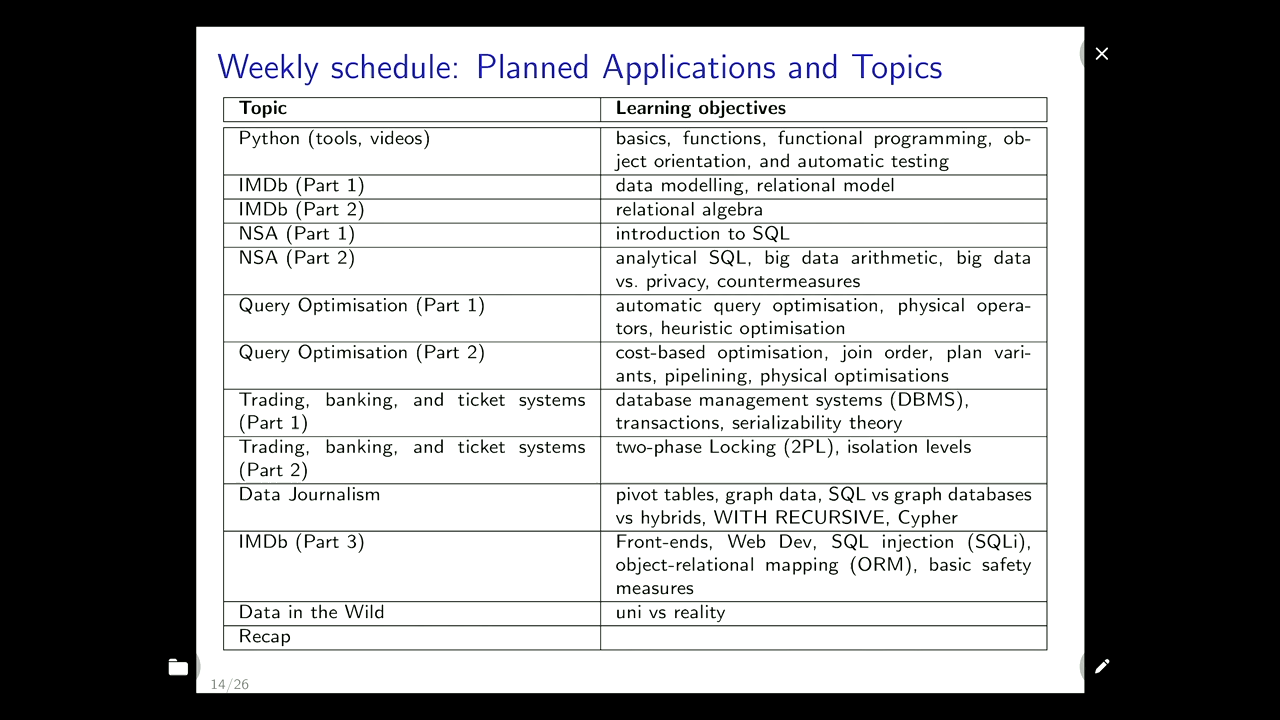 Weekly schedule: Planned Applications and Topics
Topic
Learning objectives
Python (tools, videos)
basics, functions, functional programming, ob-
ject orientation, and automatic testing
IMDb (Part 1)
data modelling, relational model
IMDb (Part 2)
relational algebra
NSA (Part 1)
introduction to SQL
NSA (Part 2)
analytical SQL, big data arithmetic, big data
vs. privacy, countermeasures
Query Optimisation (Part 1)
automatic query optimisation, physical opera-
tors, heuristic optimisation
Query Optimisation (Part 2)
cost-based optimisation, join order, plan vari-
ants, pipelining, physical optimisations
Trading, banking, and ticket systems
(Part 1)
database management systems (DBMS),
transactions, serializability theory
Trading, banking, and ticket systems
(Part 2)
two-phase Locking (2PL), isolation levels
Data Journalism
pivot tables, graph data, SQL vs graph databases
vs hybrids, WITH RECURSIVE, Cypher
IMDb (Part 3)
Front-ends, Web Dev, SQL injection (SQLi),
object-relational mapping (ORM), basic safety
measures
Data in the Wild
uni vs reality
Recap
14/26